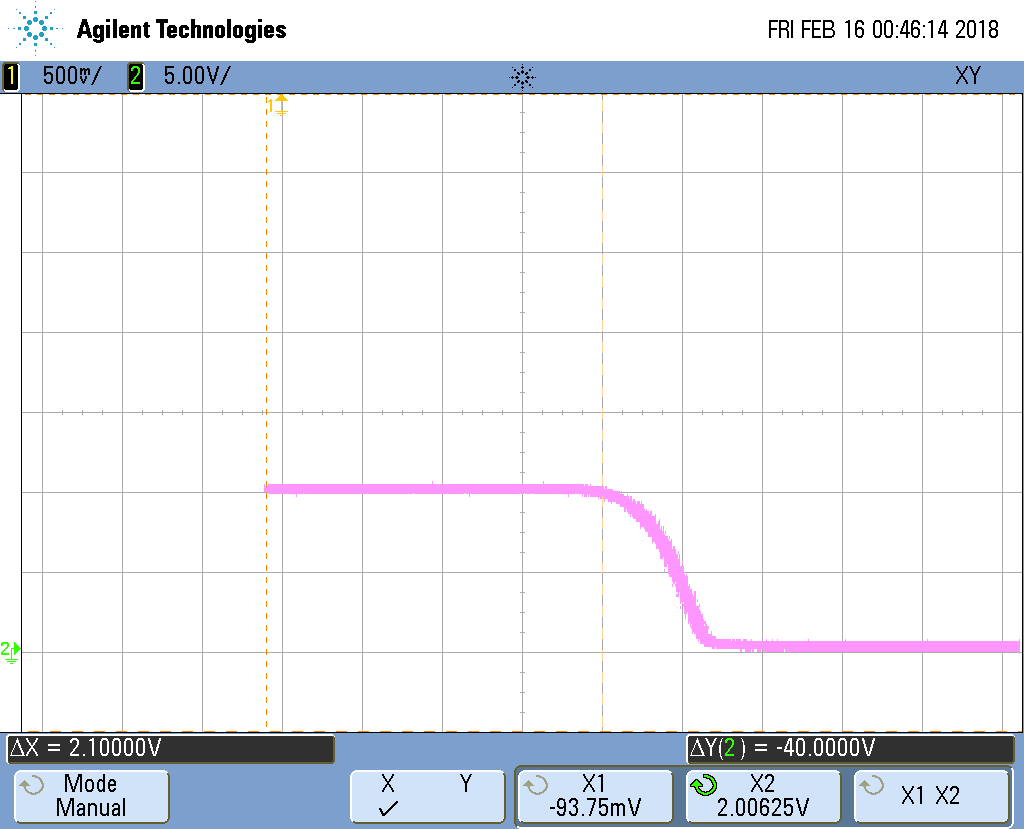 Agilent Technologies
FRI FEB 16 00:46:14 2018
1 500mV/ 2 5.00V/ XY
1
2
ΔX = 2.10000V ΔY(2) = -40.0000V
Mode
Manual
X Y
X1
-93.75mV
X2
2.00625V
X1 X2